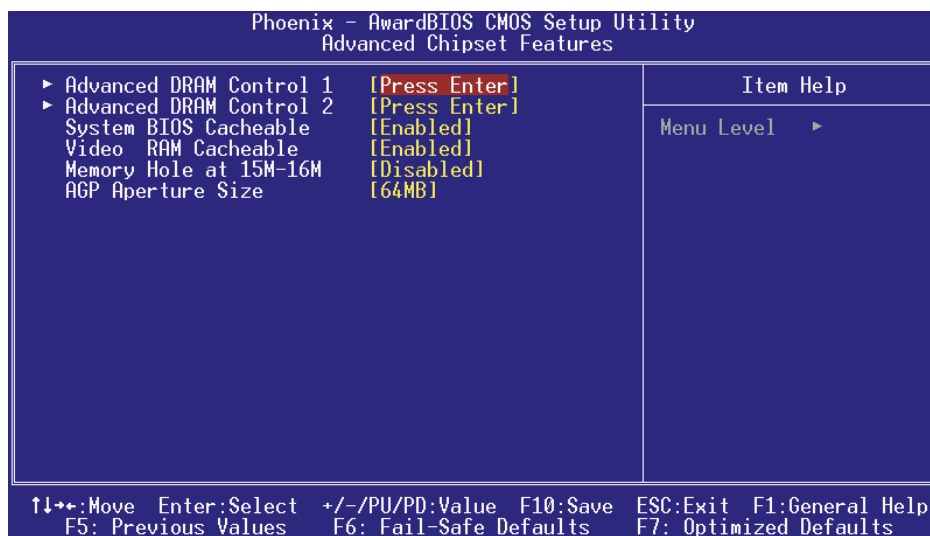 Phoenix - AwardBIOS CMOS Setup Utility
Advanced Chipset Features
► Advanced DRAM Control 1 [Press Enter]
► Advanced DRAM Control 2 [Press Enter]
System BIOS Cacheable [Enabled]
Video RAM Cacheable [Enabled]
Memory Hole at 15M-16M [Disabled]
AGP Aperture Size [64MB]
Item Help
Menu Level ►
↑↓→←:Move Enter:Select +/-/PU/PD:Value F10:Save ESC:Exit F1:General Help
F5: Previous Values F6: Fail-Safe Defaults F7: Optimized Defaults